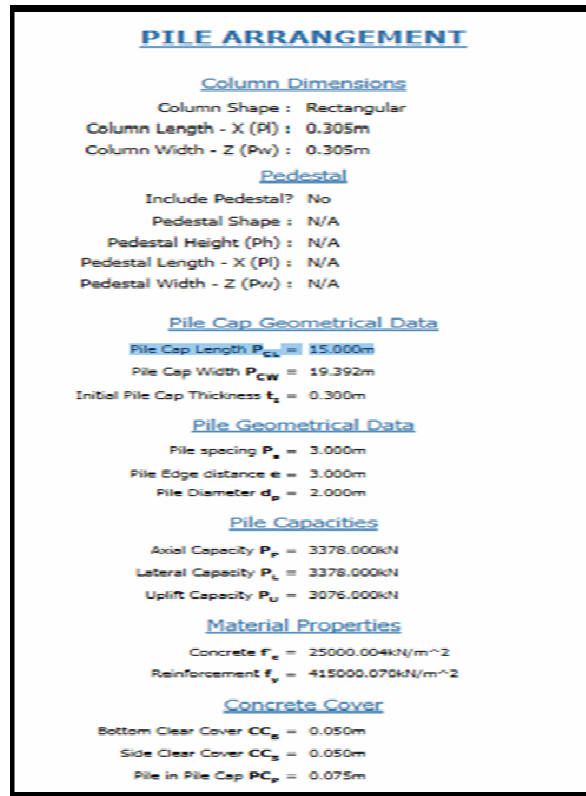 PILE ARRANGEMENT
Column Dimensions
Column Shape : Rectangular
Column Length - X (Pl) : 0.305m
Column Width - Z (Pw) : 0.305m
Pedestal
Include Pedestal? No
Pedestal Shape : N/A
Pedestal Height (Ph) : N/A
Pedestal Length - X (Pl) : N/A
Pedestal Width - Z (Pw) : N/A
Pile Cap Geometrical Data
Pile Cap Length PCL = 15.000m
Pile Cap Width PCW = 19.392m
Initial Pile Cap Thickness tI = 0.300m
Pile Geometrical Data
Pile spacing Ps = 3.000m
Pile Edge distance e = 3.000m
Pile Diameter dp = 2.000m
Pile Capacities
Axial Capacity PP = 3378.000kN
Lateral Capacity PL = 3378.000kN
Uplift Capacity PU = 3076.000kN
Material Properties
Concrete f'c = 25000.004kN/m^2
Reinforcement fy = 415000.070kN/m^2
Concrete Cover
Bottom Clear Cover CCB = 0.050m
Side Clear Cover CCS = 0.050m
Pile in Pile Cap PCP = 0.075m